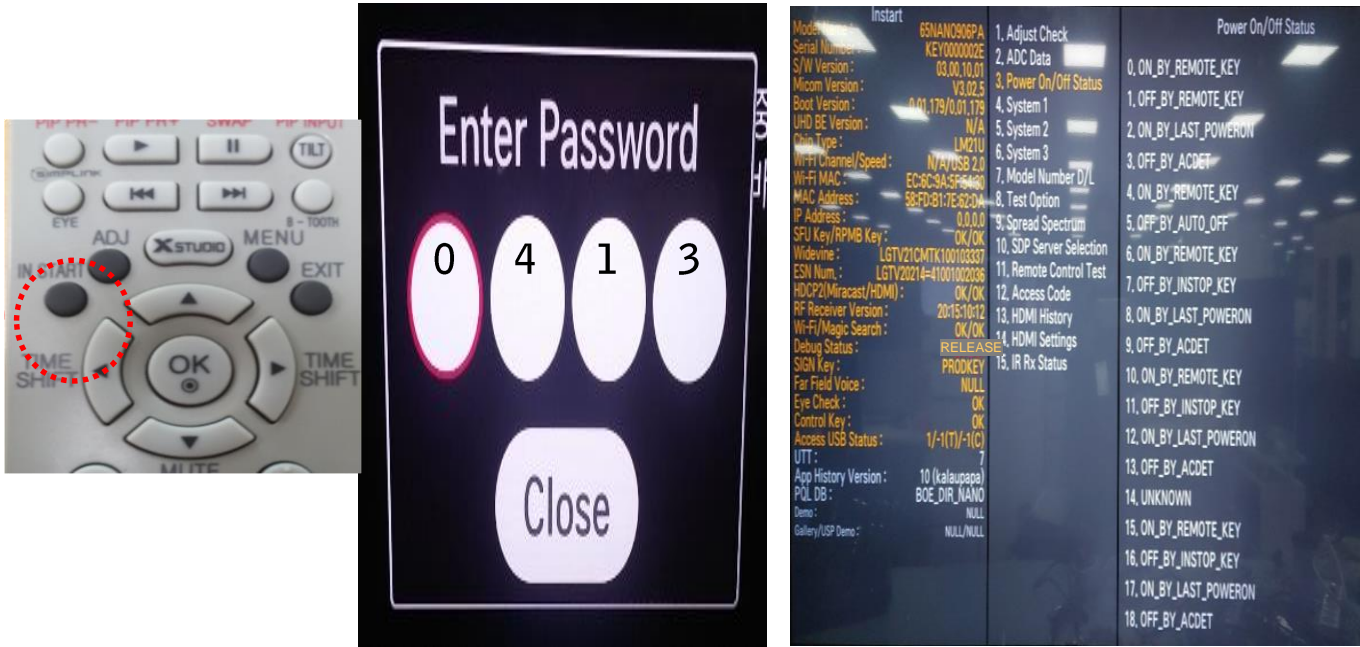 PIP PR- PIP PR+ SWAP PIP INPUT
TILT
SIMPLINK
EYE
B - TOOTH
ADJ
XSTUDIO
MENU
IN START
EXIT
TIME SHIFT
OK
TIME SHIFT
MUTE
Enter Password
0 4 1 3
Close
Instart
Model Name : 65NANO906PA
Serial Number : KEY0000002E
S/W Version : 03,00,10,01
Micom Version : V3,02,5
Boot Version : 0,01,179/0,01,179
UHD BE Version : N/A
Chip Type : LM21U
Wi-Fi Channel/Speed : N/A/USB 2,0
Wi-Fi MAC :
MAC Address : 58:FD:B1:7E:62:DA
IP Address : 0,0,0,0
SFU Key/RPMB Key : OK/OK
Widevine : LGTV21CMTK100103337
ESN Num, : LGTV20214=41001002036
HDCP2(Miracast/HDMI) : OK/OK
RF Receiver Version : 20:15:10:12
Wi-Fi/Magic Search : OK/OK
Debug Status : RELEASE
SIGN Key : PRODKEY
Far Field Voice : NULL
Eye Check : OK
Control Key : OK
Access USB Status : 1/-1(T)/-1(C)
UTT : 7
App History Version : 10 (kalaupapa)
PQL DB : BOE_DIR_NANO
Demo : NULL
Gallery/USP Demo : NULL/NULL
1, Adjust Check
2, ADC Data
3, Power On/Off Status
4, System 1
5, System 2
6, System 3
7, Model Number D/L
8, Test Option
9, Spread Spectrum
10, SDP Server Selection
11, Remote Control Test
12, Access Code
13, HDMI History
14, HDMI Settings
15, IR Rx Status
Power On/Off Status
0, ON_BY_REMOTE_KEY
1, OFF_BY_REMOTE_KEY
2, ON_BY_LAST_POWERON
3, OFF_BY_ACDET
4, ON_BY_REMOTE_KEY
5, OFF_BY_AUTO_OFF
6, ON_BY_REMOTE_KEY
7, OFF_BY_INSTOP_KEY
8, ON_BY_LAST_POWERON
9, OFF_BY_ACDET
10, ON_BY_REMOTE_KEY
11, OFF_BY_INSTOP_KEY
12, ON_BY_LAST_POWERON
13, OFF_BY_ACDET
14, UNKNOWN
15, ON_BY_REMOTE_KEY
16, OFF_BY_INSTOP_KEY
17, ON_BY_LAST_POWERON
18, OFF_BY_ACDET